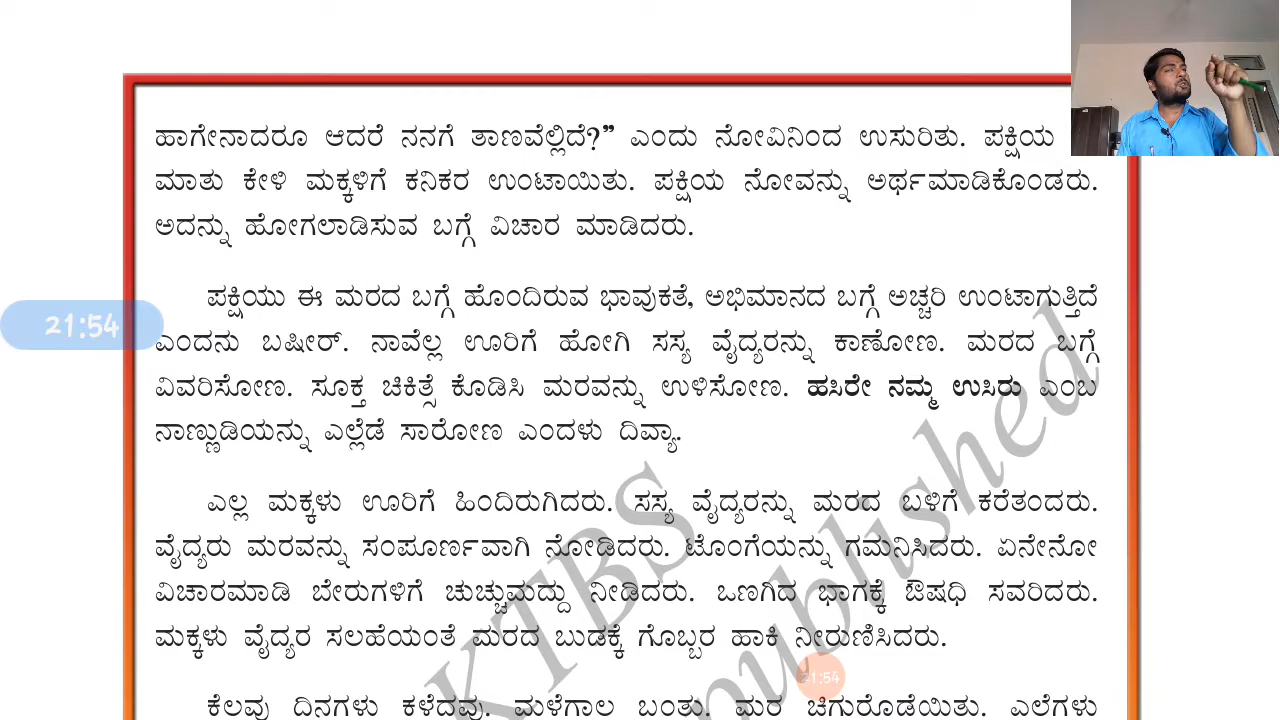 ಹಾಗೇನಾದರೂ ಆದರೆ ನನಗೆ ತಾಣವೆಲ್ಲಿದೆ?” ಎಂದು ನೋವಿನಿಂದ ಉಸುರಿತು. ಪಕ್ಷಿಯ
ಮಾತು ಕೇಳಿ ಮಕ್ಕಳಿಗೆ ಕನಿಕರ ಉಂಟಾಯಿತು. ಪಕ್ಷಿಯ ನೋವನ್ನು ಅರ್ಥಮಾಡಿಕೊಂಡರು.
ಅದನ್ನು ಹೋಗಲಾಡಿಸುವ ಬಗ್ಗೆ ವಿಚಾರ ಮಾಡಿದರು.
ಪಕ್ಷಿಯು ಈ ಮರದ ಬಗ್ಗೆ ಹೊಂದಿರುವ ಭಾವುಕತೆ, ಅಭಿಮಾನದ ಬಗ್ಗೆ ಅಚ್ಚರಿ ಉಂಟಾಗುತ್ತಿದೆ
21:54
ಎಂದನು ಬಷೀರ್. ನಾವೆಲ್ಲ ಊರಿಗೆ ಹೋಗಿ ಸಸ್ಯ ವೈದ್ಯರನ್ನು ಕಾಣೋಣ. ಮರದ ಬಗ್ಗೆ
ವಿವರಿಸೋಣ. ಸೂಕ್ತ ಚಿಕಿತ್ಸೆ ಕೊಡಿಸಿ ಮರವನ್ನು ಉಳಿಸೋಣ. ಹಸಿರೇ ನಮ್ಮ ಉಸಿರು ಎಂಬ
ನಾಣ್ಣುಡಿಯನ್ನು ಎಲ್ಲೆಡೆ ಸಾರೋಣ ಎಂದಳು ದಿವ್ಯಾ.
ಎಲ್ಲ ಮಕ್ಕಳು ಊರಿಗೆ ಹಿಂದಿರುಗಿದರು. ಸಸ್ಯ ವೈದ್ಯರನ್ನು ಮರದ ಬಳಿಗೆ ಕರೆತಂದರು.
ವೈದ್ಯರು ಮರವನ್ನು ಸಂಪೂರ್ಣವಾಗಿ ನೋಡಿದರು. ಟೊಂಗೆಯನ್ನು ಗಮನಿಸಿದರು. ಏನೇನೋ
ವಿಚಾರಮಾಡಿ ಬೇರುಗಳಿಗೆ ಚುಚ್ಚುಮದ್ದು ನೀಡಿದರು. ಒಣಗಿದ ಭಾಗಕ್ಕೆ ಔಷಧಿ ಸವರಿದರು.
ಮಕ್ಕಳು ವೈದ್ಯರ ಸಲಹೆಯಂತೆ ಮರದ ಬುಡಕ್ಕೆ ಗೊಬ್ಬರ ಹಾಕಿ ನೀರುಣಿಸಿದರು.
21:54
ಕೆಲವು ದಿನಗಳು ಕಳೆದವು. ಮಳೆಗಾಲ ಬಂತು. ಮರ ಚಿಗುರೊಡೆಯಿತು. ಎಲೆಗಳು
KTBS
published